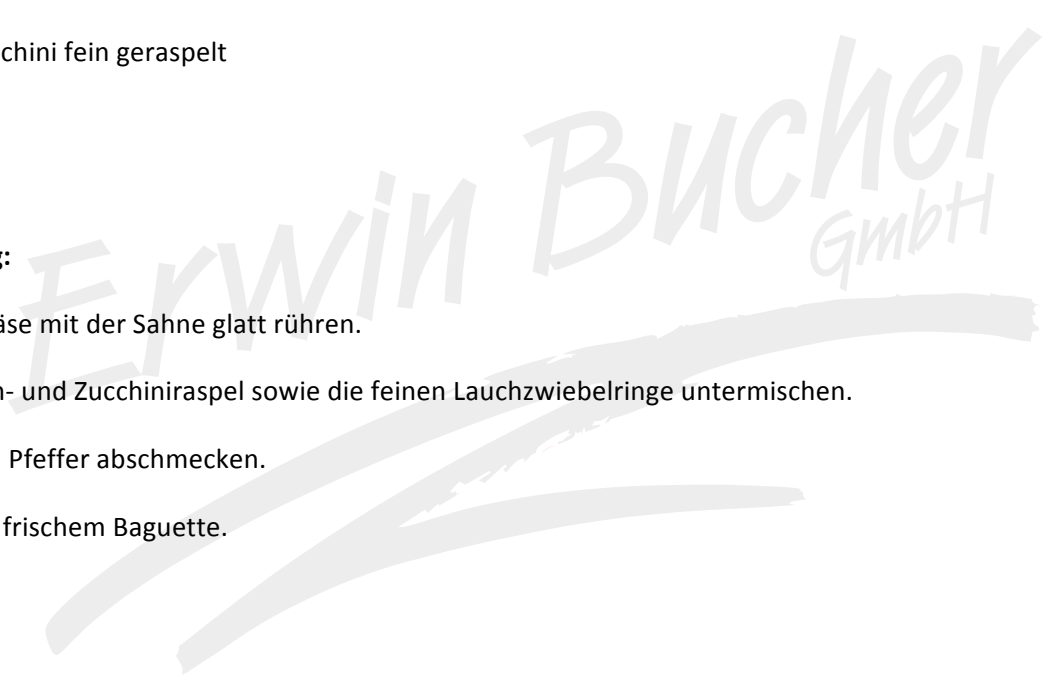 chini fein geraspelt
Erwin Bucher
GmbH
g:
äse mit der Sahne glatt rühren.
n- und Zucchiniraspel sowie die feinen Lauchzwiebelringe untermischen.
Pfeffer abschmecken.
frischem Baguette.